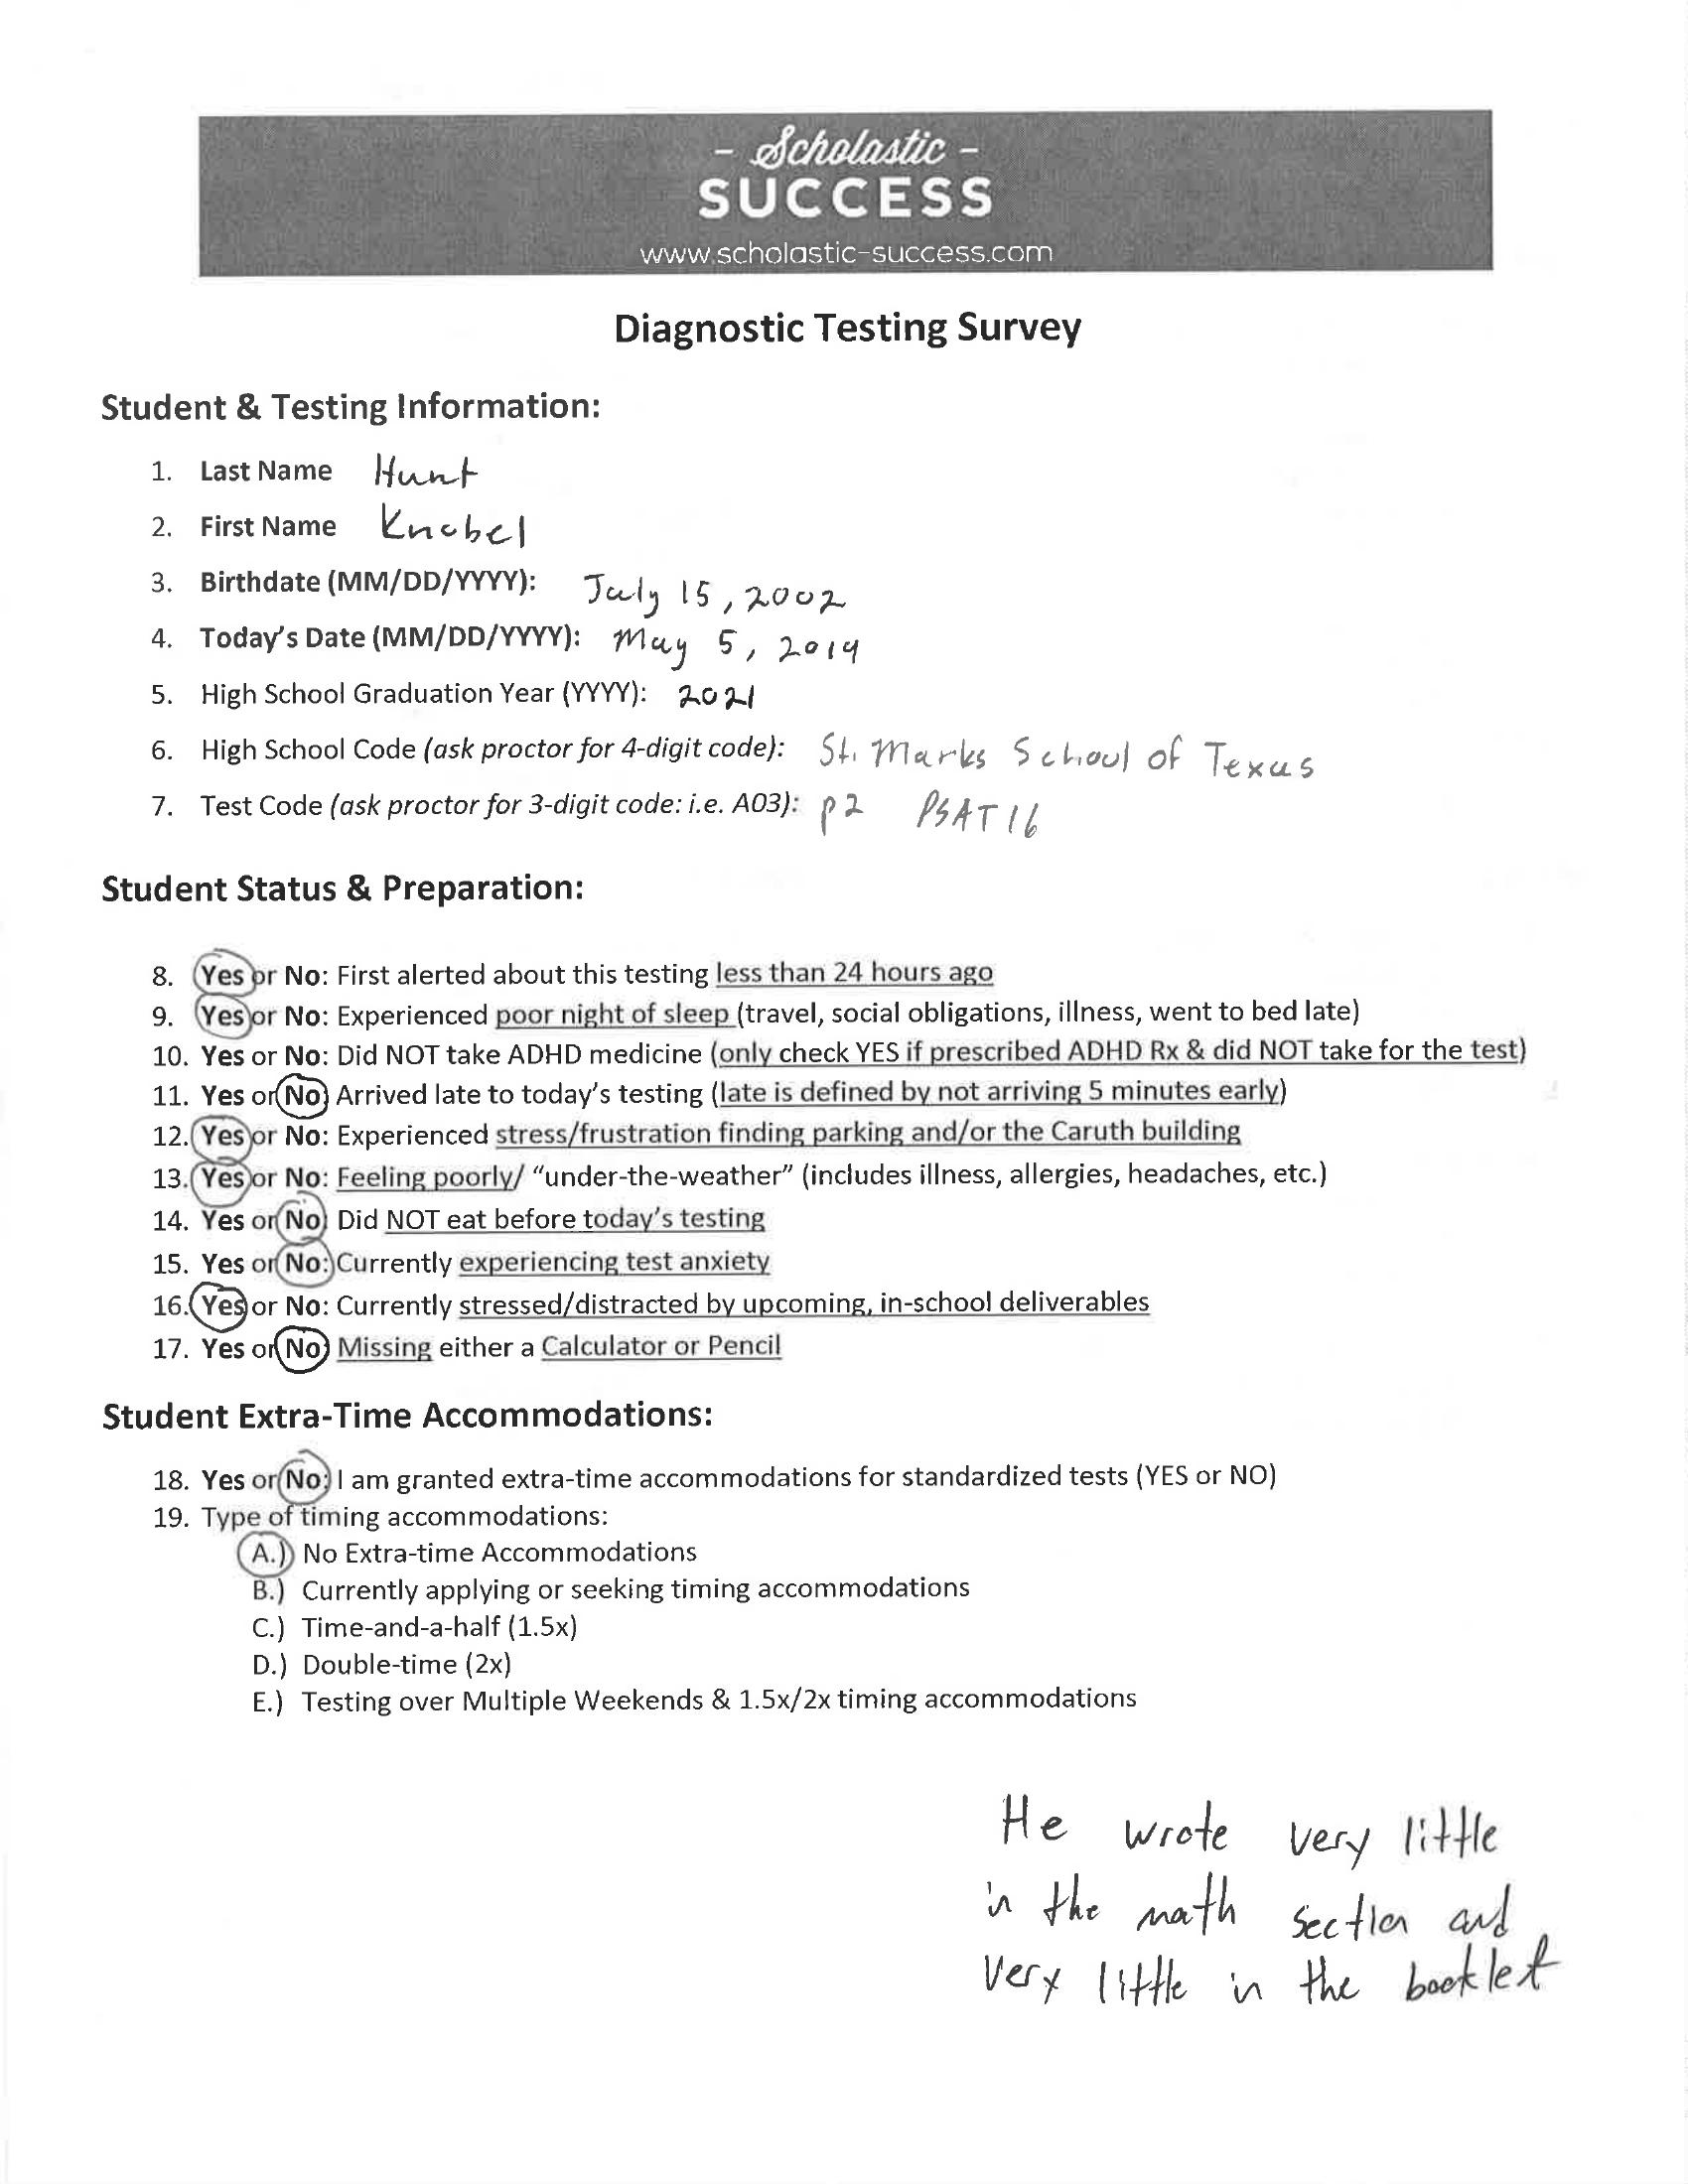 - Scholastic -
SUCCESS
www.scholastic-success.com
Diagnostic Testing Survey
Student & Testing Information:
1. Last Name Hunt
2. First Name Knobel
3. Birthdate (MM/DD/YYYY): July 15, 2002
4. Today's Date (MM/DD/YYYY): May 5, 2019
5. High School Graduation Year (YYYY): 2021
6. High School Code (ask proctor for 4-digit code): St. Marks School of Texas
7. Test Code (ask proctor for 3-digit code: i.e. A03): p2 PSAT16
Student Status & Preparation:
8. Yes or No: First alerted about this testing less than 24 hours ago
9. Yes or No: Experienced poor night of sleep (travel, social obligations, illness, went to bed late)
10. Yes or No: Did NOT take ADHD medicine (only check YES if prescribed ADHD Rx & did NOT take for the test)
11. Yes or No: Arrived late to today's testing (late is defined by not arriving 5 minutes early)
12. Yes or No: Experienced stress/frustration finding parking and/or the Caruth building
13. Yes or No: Feeling poorly/ "under-the-weather" (includes illness, allergies, headaches, etc.)
14. Yes or No: Did NOT eat before today's testing
15. Yes or No: Currently experiencing test anxiety
16. Yes or No: Currently stressed/distracted by upcoming, in-school deliverables
17. Yes or No: Missing either a Calculator or Pencil
Student Extra-Time Accommodations:
18. Yes or No: I am granted extra-time accommodations for standardized tests (YES or NO)
19. Type of timing accommodations:
A.) No Extra-time Accommodations
B.) Currently applying or seeking timing accommodations
C.) Time-and-a-half (1.5x)
D.) Double-time (2x)
E.) Testing over Multiple Weekends & 1.5x/2x timing accommodations
He wrote very little
in the math section and
very little in the booklet